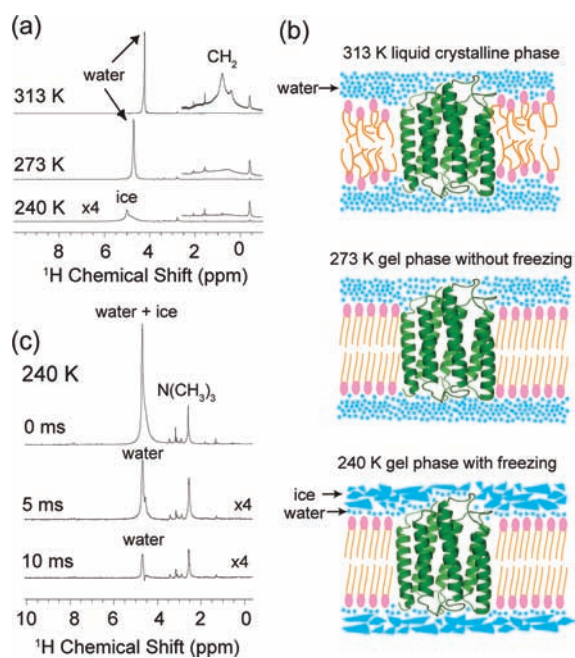 (a)
water
CH₂
313 K
273 K
240 K x4 ice
8 6 4 2 0
¹H Chemical Shift (ppm)
(c)
water + ice
240 K
N(CH₃)₃
0 ms
water
5 ms x4
water
10 ms x4
10 8 6 4 2 0
¹H Chemical Shift (ppm)
(b)
313 K liquid crystalline phase
water
273 K gel phase without freezing
240 K gel phase with freezing
ice
water